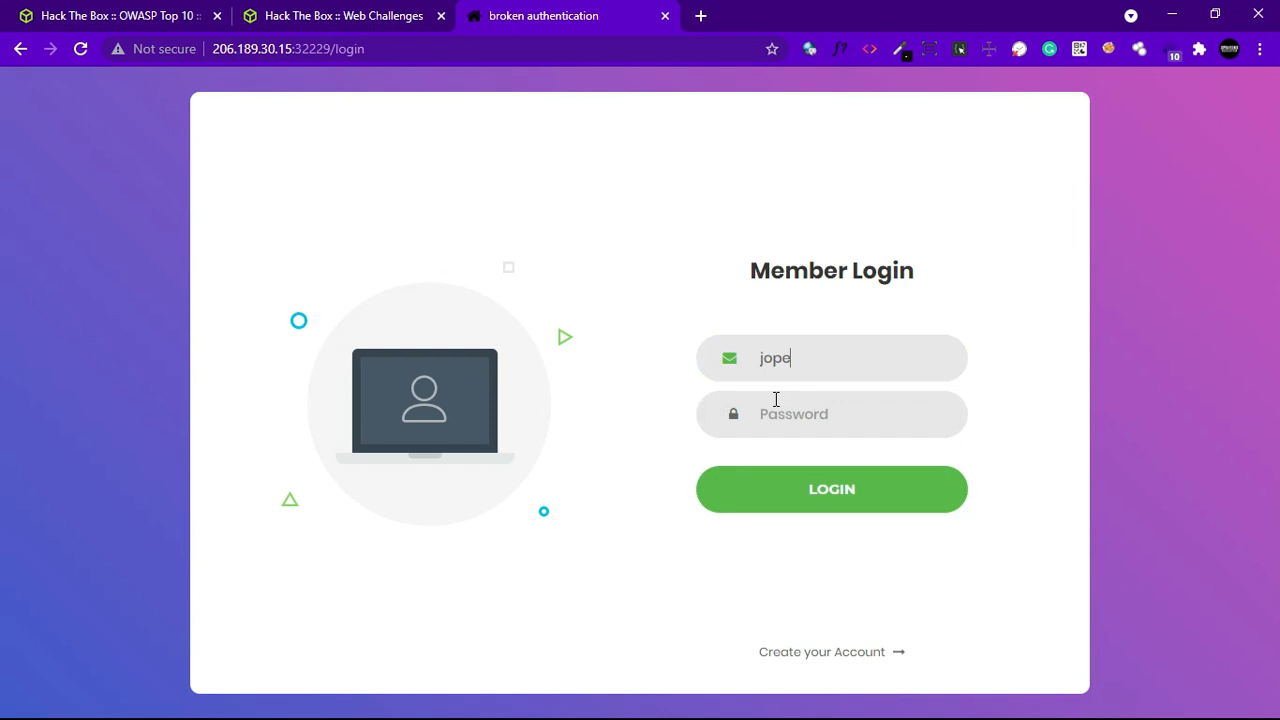 Hack The Box :: OWASP Top 10 ::
Hack The Box :: Web Challenges
broken authentication
Not secure
206.189.30.15:32229/login
10
Member Login
jope
Password
LOGIN
Create your Account